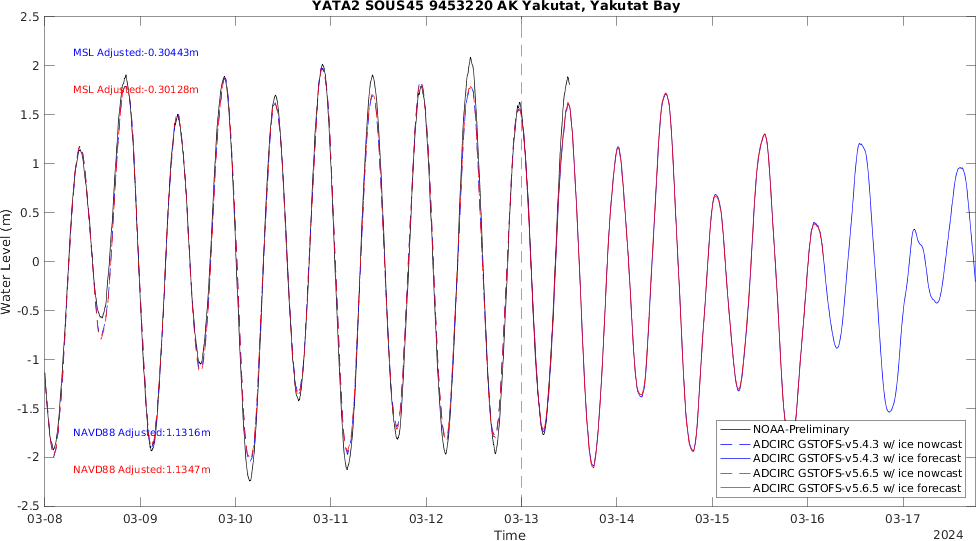 YATA2 SOUS45 9453220 AK Yakutat, Yakutat Bay
2.5
2
1.5
1
0.5
0
-0.5
-1
-1.5
-2
-2.5
Water Level (m)
MSL Adjusted:-0.30443m
MSL Adjusted:-0.30128m
NAVD88 Adjusted:1.1316m
NAVD88 Adjusted:1.1347m
NOAA-Preliminary
ADCIRC GSTOFS-v5.4.3 w/ ice nowcast
ADCIRC GSTOFS-v5.4.3 w/ ice forecast
ADCIRC GSTOFS-v5.6.5 w/ ice nowcast
ADCIRC GSTOFS-v5.6.5 w/ ice forecast
03-08 03-09 03-10 03-11 03-12 03-13 03-14 03-15 03-16 03-17
Time
2024